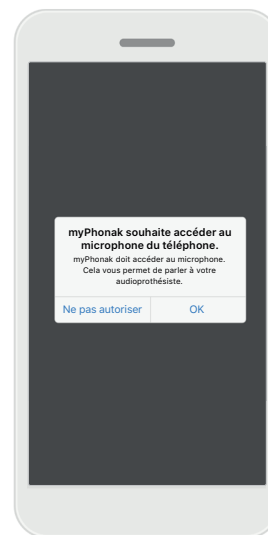 myPhonak souhaite accéder au
microphone du téléphone.
myPhonak doit accéder au microphone.
Cela vous permet de parler à votre
audioprothésiste.
Ne pas autoriser
OK